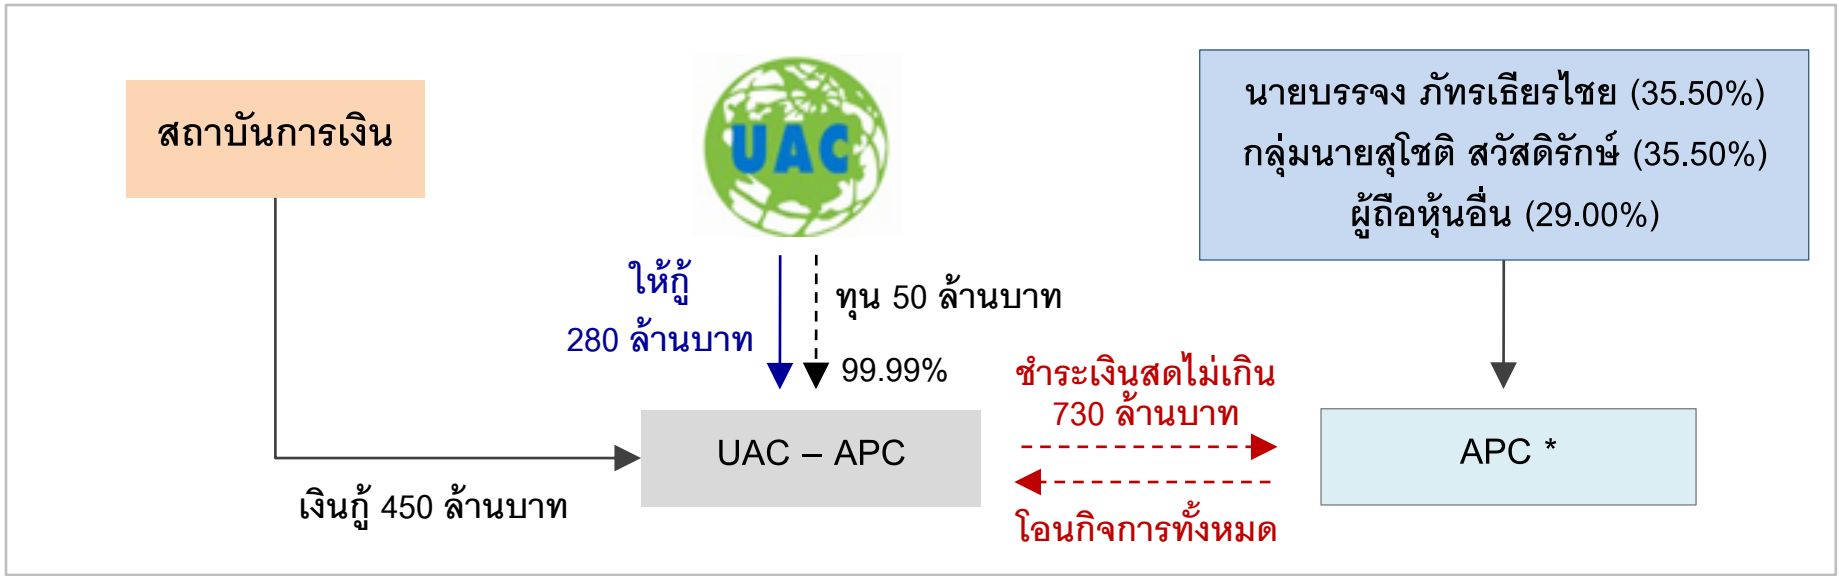 สถาบันการเงิน
UAC
นายบรรจง ภัทรเธียรไชย (35.50%)
กลุ่มนายสุโชติ สวัสดิรักษ์ (35.50%)
ผู้ถือหุ้นอื่น (29.00%)
ให้กู้
280 ล้านบาท
ทุน 50 ล้านบาท
99.99%
ชำระเงินสดไม่เกิน
730 ล้านบาท
UAC – APC
APC *
เงินกู้ 450 ล้านบาท
โอนกิจการทั้งหมด